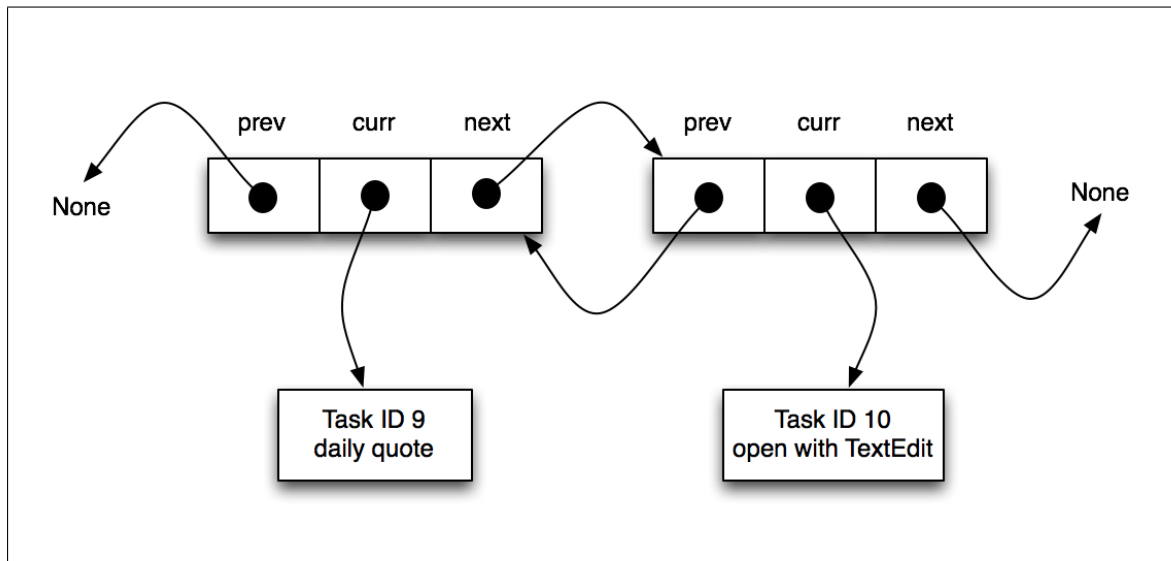 prev curr next prev curr next
None
None
Task ID 9
daily quote
Task ID 10
open with TextEdit